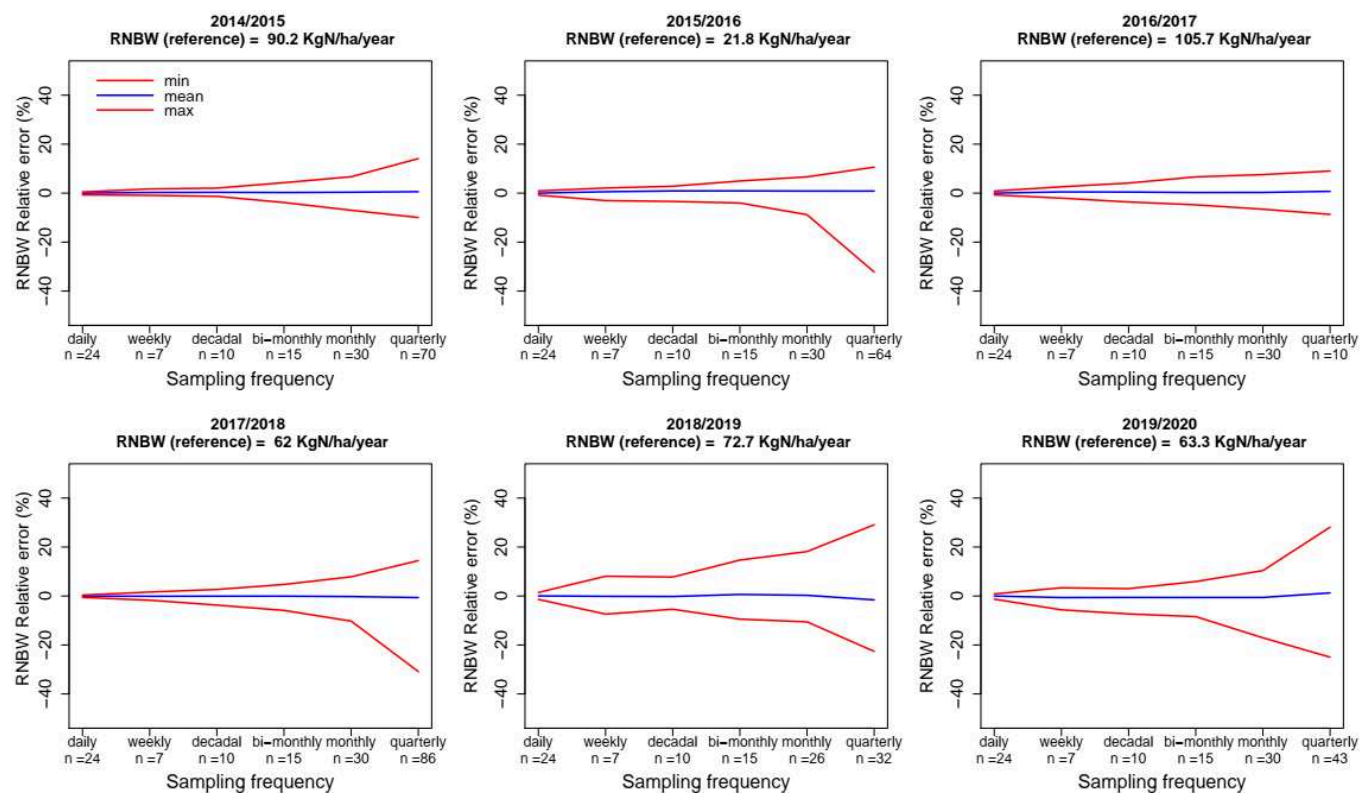 2014/2015
RNBW (reference) = 90.2 KgN/ha/year
min
mean
max
RNBW Relative error (%)
40
20
0
−20
−40
daily weekly decadal bi−monthly monthly quarterly
n =24 n =7 n =10 n =15 n =30 n =70
Sampling frequency
2015/2016
RNBW (reference) = 21.8 KgN/ha/year
RNBW Relative error (%)
40
20
0
−20
−40
daily weekly decadal bi−monthly monthly quarterly
n =24 n =7 n =10 n =15 n =30 n =64
Sampling frequency
2016/2017
RNBW (reference) = 105.7 KgN/ha/year
RNBW Relative error (%)
40
20
0
−20
−40
daily weekly decadal bi−monthly monthly quarterly
n =24 n =7 n =10 n =15 n =30 n =10
Sampling frequency
2017/2018
RNBW (reference) = 62 KgN/ha/year
RNBW Relative error (%)
40
20
0
−20
−40
daily weekly decadal bi−monthly monthly quarterly
n =24 n =7 n =10 n =15 n =30 n =86
Sampling frequency
2018/2019
RNBW (reference) = 72.7 KgN/ha/year
RNBW Relative error (%)
40
20
0
−20
−40
daily weekly decadal bi−monthly monthly quarterly
n =24 n =7 n =10 n =15 n =26 n =32
Sampling frequency
2019/2020
RNBW (reference) = 63.3 KgN/ha/year
RNBW Relative error (%)
40
20
0
−20
−40
daily weekly decadal bi−monthly monthly quarterly
n =24 n =7 n =10 n =15 n =30 n =43
Sampling frequency